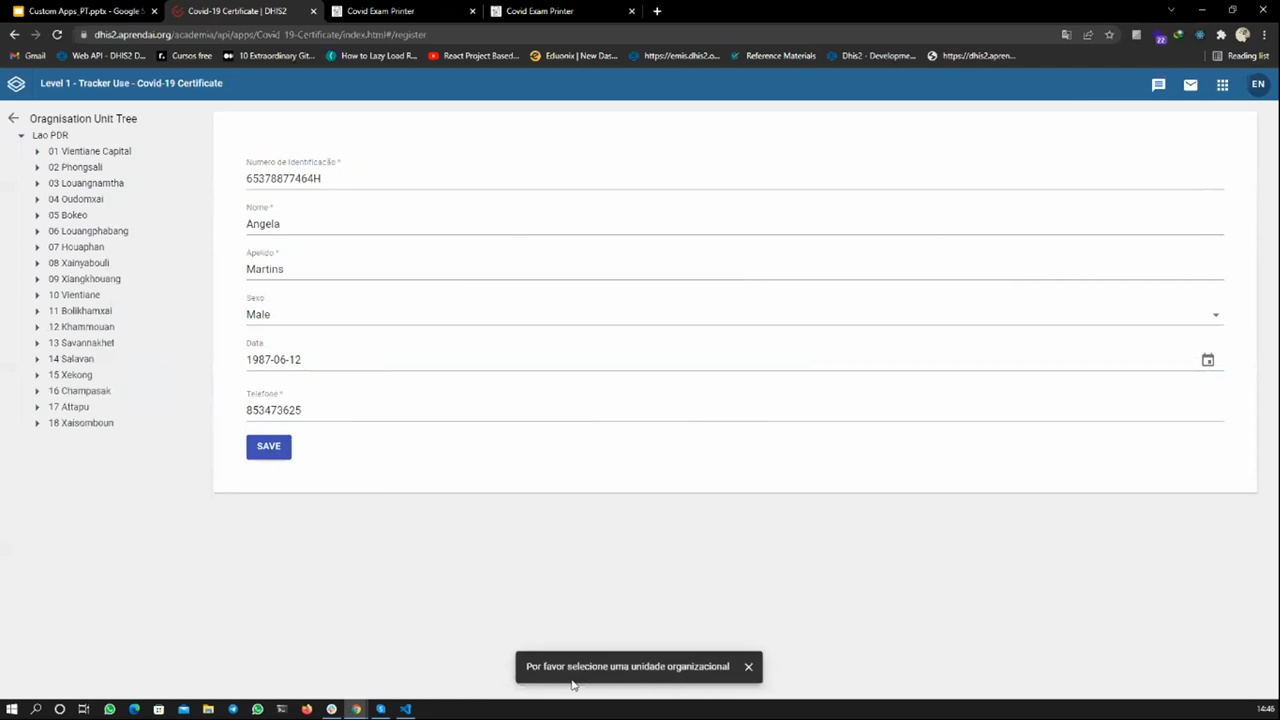 Custom Apps_PT.pptx - Google S
Covid-19 Certificate | DHIS2
Covid Exam Printer
Covid Exam Printer
dhis2.aprendai.org/academia/api/apps/Covid 19-Certificate/index.html#/register
Gmail
Web API - DHIS2 D...
Cursos free
10 Extraordinary Git...
How to Lazy Load R...
React Project Based...
Eduonix | New Das...
https://emis.dhis2.o...
Reference Materials
Dhis2 - Developme...
https://dhis2.apren...
Reading list
Level 1 - Tracker Use - Covid-19 Certificate
EN
Oragnisation Unit Tree
Lao PDR
01 Vientiane Capital
02 Phongsali
03 Louangnamtha
04 Oudomxai
05 Bokeo
06 Louangphabang
07 Houaphan
08 Xainyabouli
09 Xiangkhouang
10 Vientiane
11 Bolikhamxai
12 Khammouan
13 Savannakhet
14 Salavan
15 Xekong
16 Champasak
17 Attapu
18 Xaisomboun
Numero de Identificação *
65378877464H
Nome *
Angela
Apelido *
Martins
Sexo
Male
Data
1987-06-12
Telefone *
853473625
SAVE
Por favor selecione uma unidade organizacional
14:46